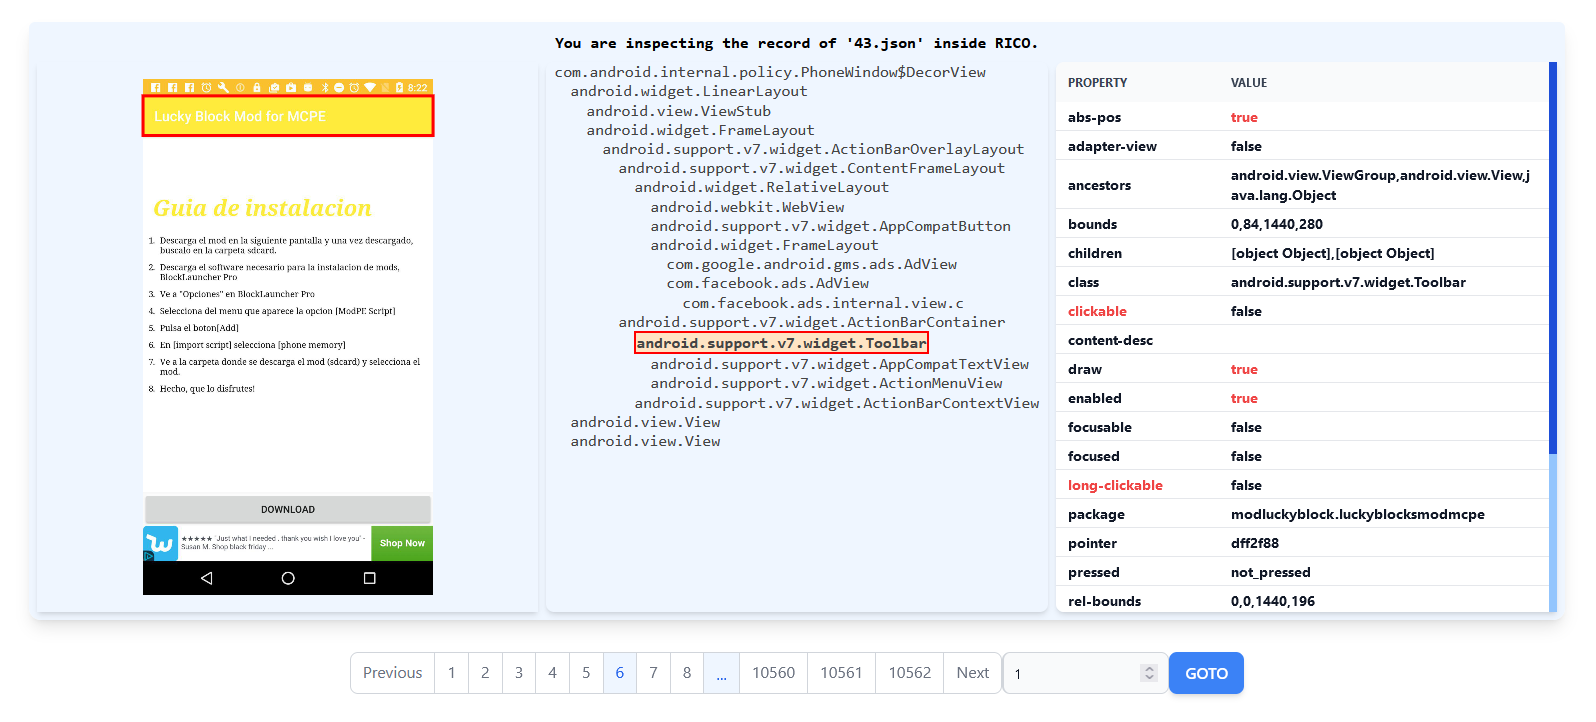 You are inspecting the record of '43.json' inside RICO.
8:22
Lucky Block Mod for MCPE
Guia de instalacion
1. Descarga el mod en la siguiente pantalla y una vez descargado,
buscalo en la carpeta sdcard.
2. Descarga el software necesario para la instalacion de mods,
BlockLauncher Pro
3. Ve a "Opciones" en BlockLauncher Pro
4. Selecciona del menu que aparece la opcion [ModPE Script]
5. Pulsa el boton[Add]
6. En [import script] selecciona [phone memory]
7. Ve a la carpeta donde se descarga el mod (sdcard) y selecciona el
mod.
8. Hecho, que lo disfrutes!
DOWNLOAD
★★★★★ "Just what I needed . thank you wish I love you" -
Susan M. Shop black friday ...
Shop Now
com.android.internal.policy.PhoneWindow$DecorView
android.widget.LinearLayout
android.view.ViewStub
android.widget.FrameLayout
android.support.v7.widget.ActionBarOverlayLayout
android.support.v7.widget.ContentFrameLayout
android.widget.RelativeLayout
android.webkit.WebView
android.support.v7.widget.AppCompatButton
android.widget.FrameLayout
com.google.android.gms.ads.AdView
com.facebook.ads.AdView
com.facebook.ads.internal.view.c
android.support.v7.widget.ActionBarContainer
android.support.v7.widget.Toolbar
android.support.v7.widget.AppCompatTextView
android.support.v7.widget.ActionMenuView
android.support.v7.widget.ActionBarContextView
android.view.View
android.view.View
PROPERTY VALUE
abs-pos true
adapter-view false
ancestors android.view.ViewGroup,android.view.View,j
ava.lang.Object
bounds 0,84,1440,280
children [object Object],[object Object]
class android.support.v7.widget.Toolbar
clickable false
content-desc
draw true
enabled true
focusable false
focused false
long-clickable false
package modluckyblock.luckyblocksmodmcpe
pointer dff2f88
pressed not_pressed
rel-bounds 0,0,1440,196
Previous 1 2 3 4 5 6 7 8 ... 10560 10561 10562 Next 1 GOTO